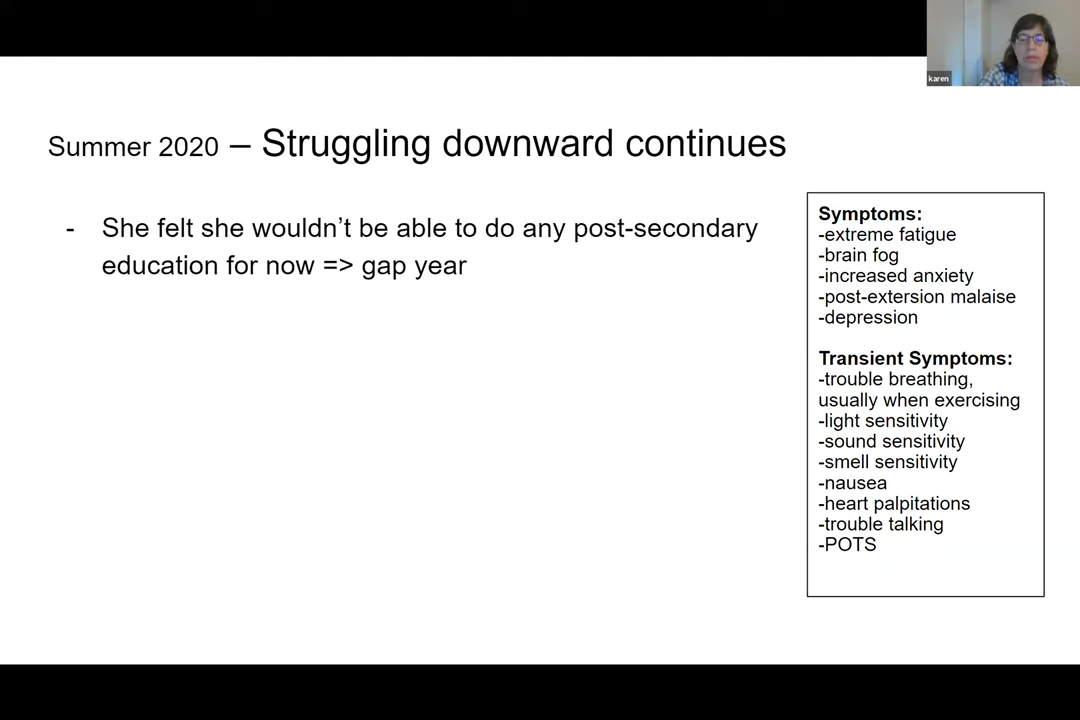 karen
Summer 2020 – Struggling downward continues
- She felt she wouldn’t be able to do any post-secondary
education for now => gap year
Symptoms:
-extreme fatigue
-brain fog
-increased anxiety
-post-extersion malaise
-depression
Transient Symptoms:
-trouble breathing,
usually when exercising
-light sensitivity
-sound sensitivity
-smell sensitivity
-nausea
-heart palpitations
-trouble talking
-POTS